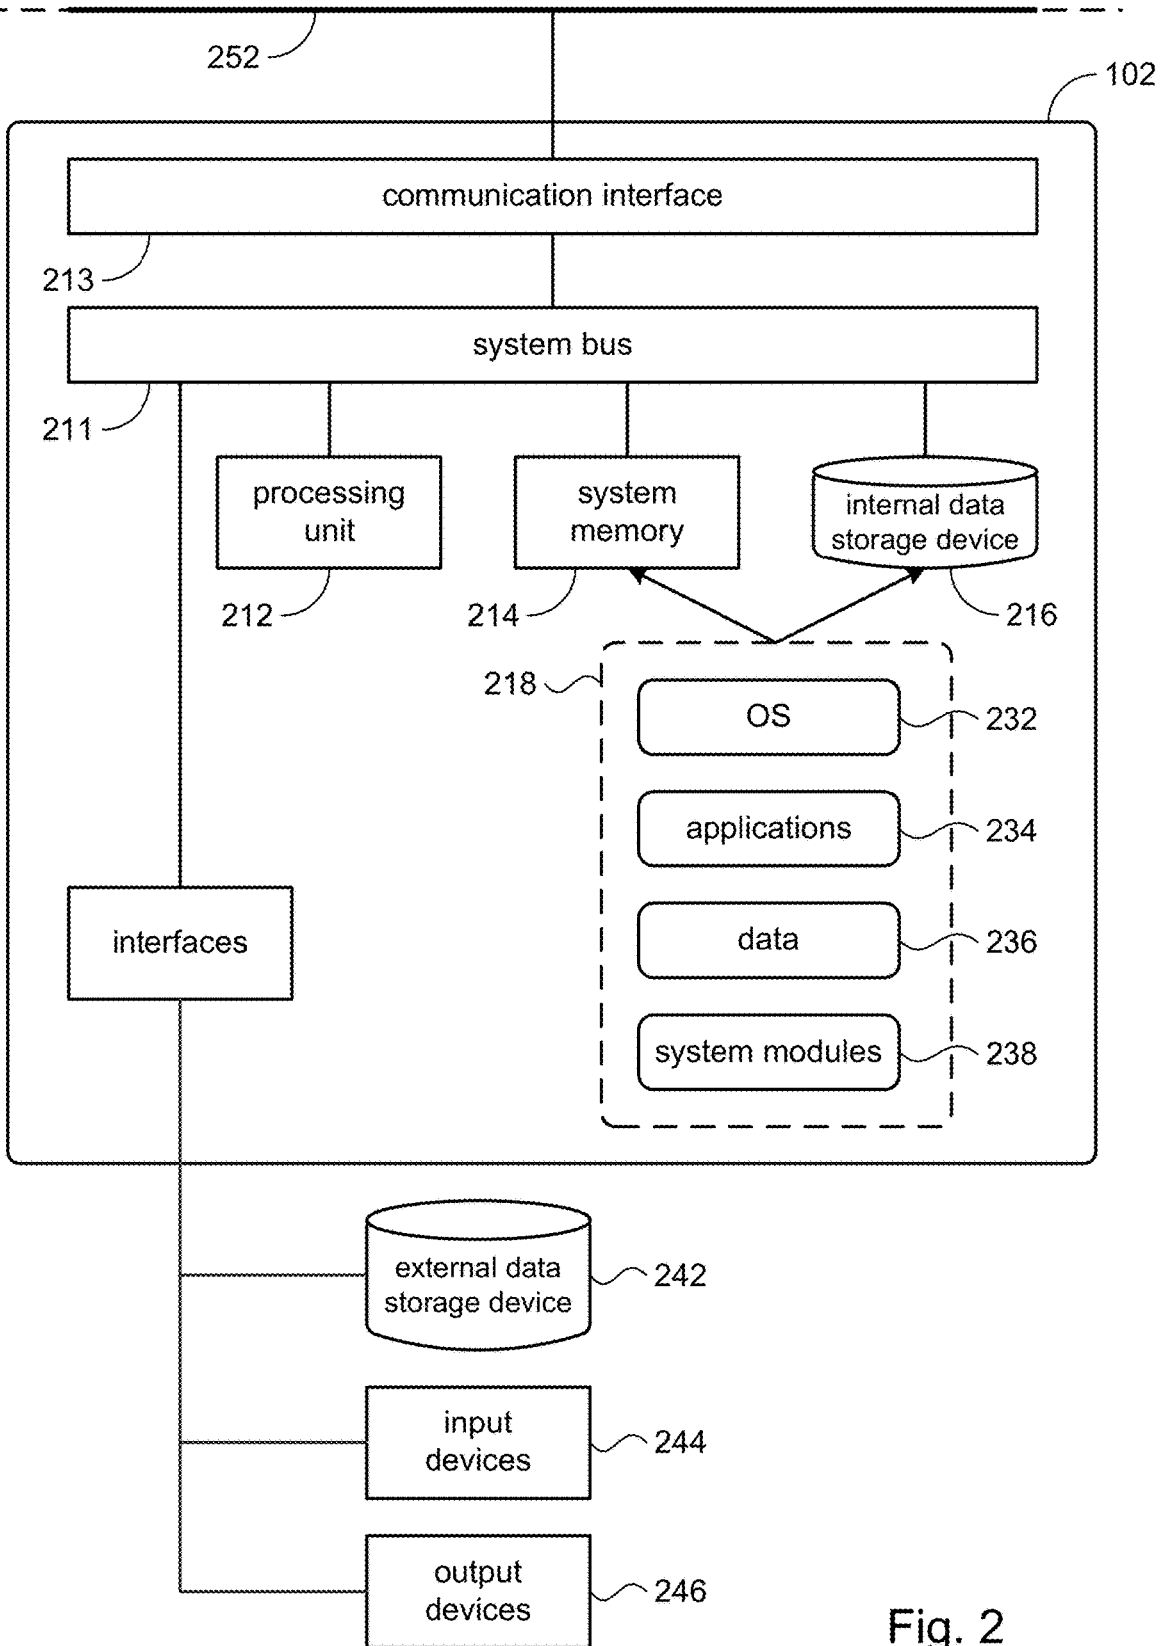 252
102
communication interface
213
system bus
211
processing
unit
system
memory
internal data
storage device
212
214
216
218
OS
232
applications
234
interfaces
data
236
system modules
238
external data
storage device
242
input
devices
244
output
devices
246
Fig. 2